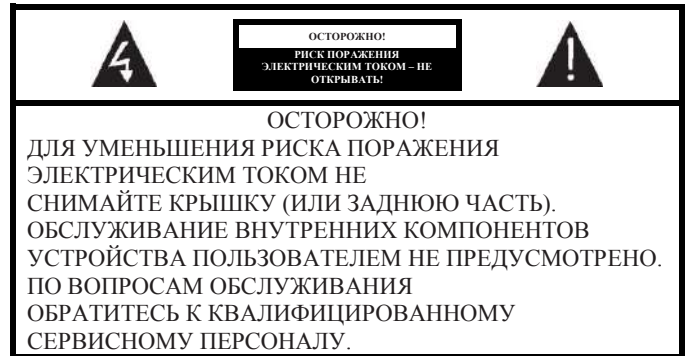 ОСТОРОЖНО!
РИСК ПОРАЖЕНИЯ
ЭЛЕКТРИЧЕСКИМ ТОКОМ – НЕ
ОТКРЫВАТЬ!
ОСТОРОЖНО!
ДЛЯ УМЕНЬШЕНИЯ РИСКА ПОРАЖЕНИЯ
ЭЛЕКТРИЧЕСКИМ ТОКОМ НЕ
СНИМАЙТЕ КРЫШКУ (ИЛИ ЗАДНЮЮ ЧАСТЬ).
ОБСЛУЖИВАНИЕ ВНУТРЕННИХ КОМПОНЕНТОВ
УСТРОЙСТВА ПОЛЬЗОВАТЕЛЕМ НЕ ПРЕДУСМОТРЕНО.
ПО ВОПРОСАМ ОБСЛУЖИВАНИЯ
ОБРАТИТЕСЬ К КВАЛИФИЦИРОВАННОМУ
СЕРВИСНОМУ ПЕРСОНАЛУ.